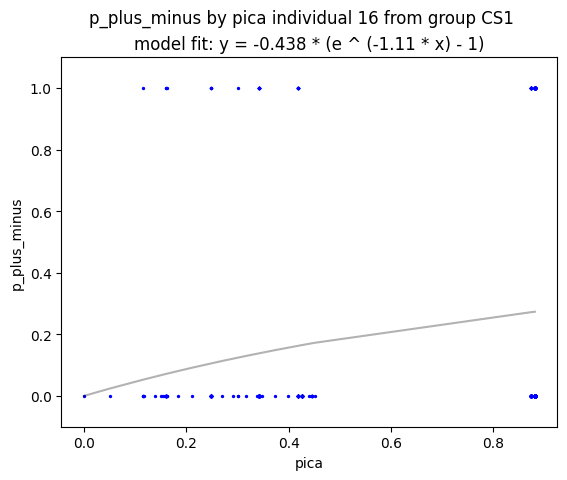 p_plus_minus by pica individual 16 from group CS1
model fit: y = -0.438 * (e ^ (-1.11 * x) - 1)
1.0
0.8
0.6
0.4
0.2
0.0
p_plus_minus
0.0 0.2 0.4 0.6 0.8
pica